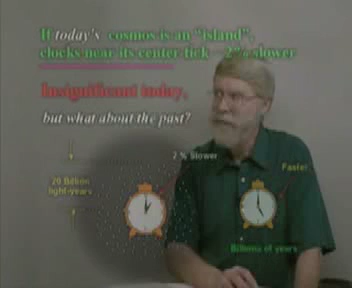 If today's cosmos is an "island",
clocks near its center tick ~2% slower
Insignificant today,
but what about the past?
2 % slower
Faster
20 Billion
light-years
Billions of years